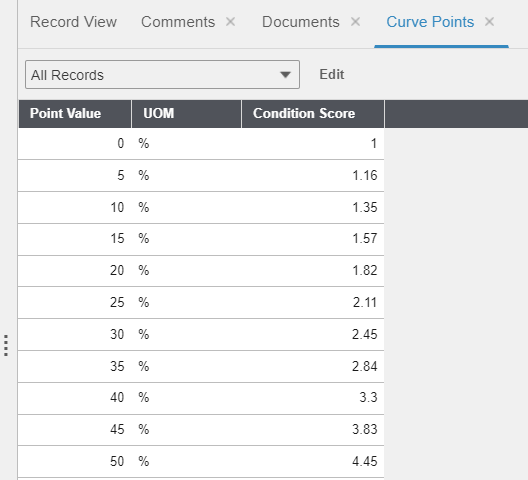 Record View Comments × Documents × Curve Points ×
All Records Edit
Point Value UOM Condition Score
0 % 1
5 % 1.16
10 % 1.35
15 % 1.57
20 % 1.82
25 % 2.11
30 % 2.45
35 % 2.84
40 % 3.3
45 % 3.83
50 % 4.45